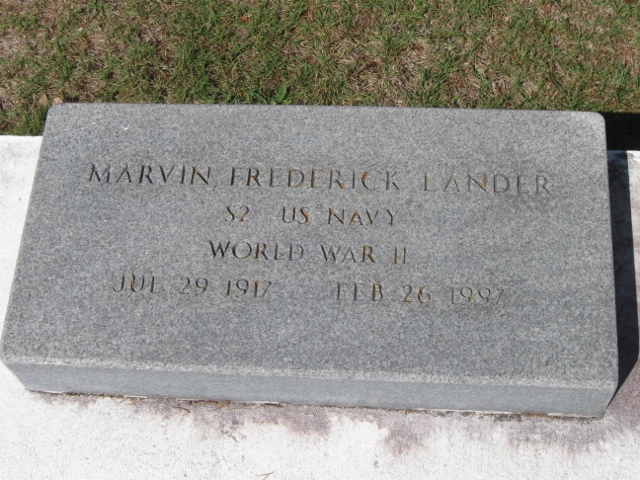 MARVIN FREDERICK LANDER
S2 US NAVY
WORLD WAR II
JUL 29 1917 FEB 26 1997